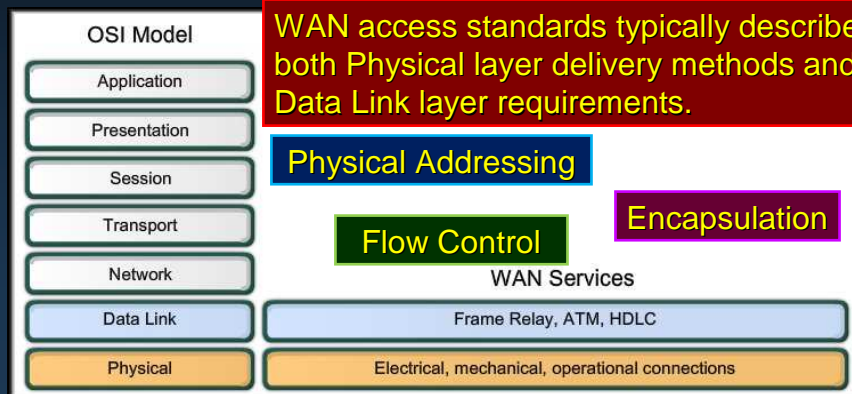 OSI Model
WAN access standards typically describe
both Physical layer delivery methods and
Data Link layer requirements.
Application
Presentation
Physical Addressing
Session
Encapsulation
Transport
Flow Control
Network
WAN Services
Data Link
Frame Relay, ATM, HDLC
Physical
Electrical, mechanical, operational connections